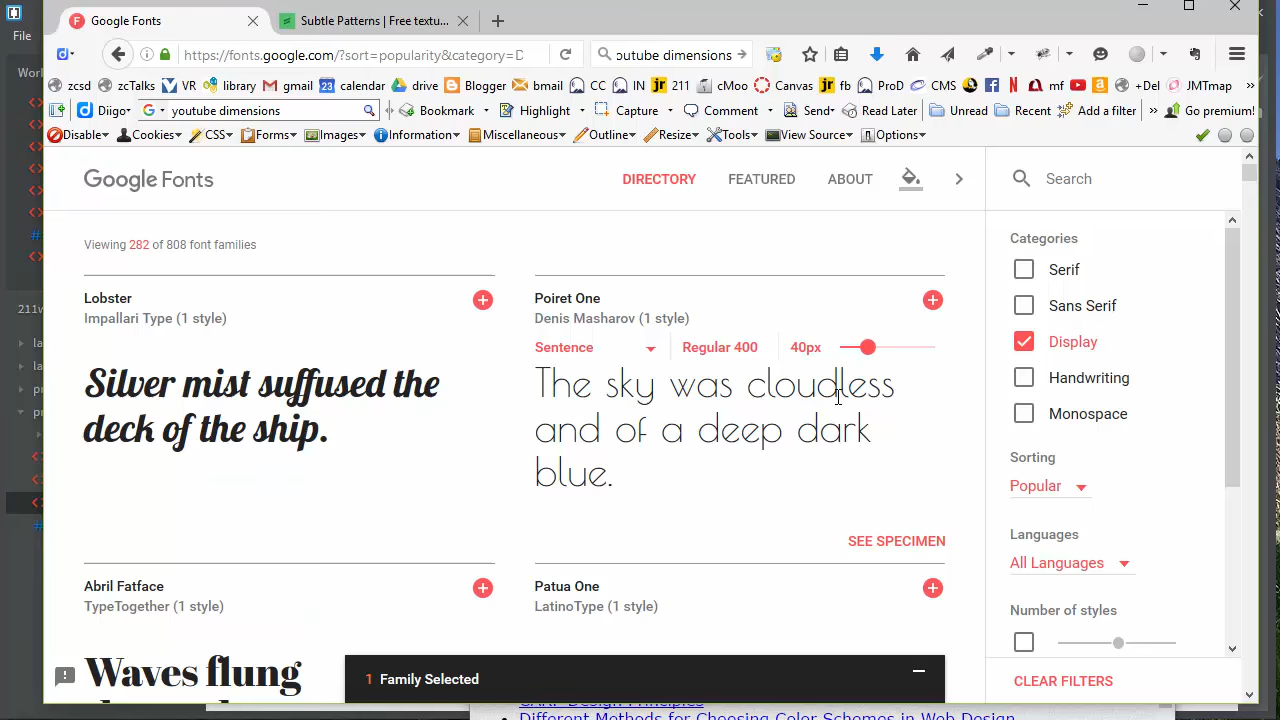 Google Fonts
Subtle Patterns | Free textu...
File
https://fonts.google.com/?sort=popularity&category=D
outube dimensions
Worl
zcsd zcTalks VR library gmail calendar drive Blogger bmail CC CC IN 211 cMoo Canvas fb ProD CMS mf +Del JMTmap
Diigo youtube dimensions Bookmark Highlight Capture Comm Send Read Later Unread Recent Add a filter Go premium!
Disable Cookies CSS Forms Images Information Miscellaneous Outline Resize Tools View Source Options
Google Fonts
DIRECTORY FEATURED ABOUT
Search
Viewing 282 of 808 font families
Categories
Serif
Sans Serif
Display
Handwriting
Monospace
Sorting
Popular
Languages
All Languages
Number of styles
CLEAR FILTERS
211w
Lobster
Impallari Type (1 style)
Silver mist suffused the
deck of the ship.
Poiret One
Denis Masharov (1 style)
Sentence Regular 400 40px
The sky was cloudless
and of a deep dark
blue.
SEE SPECIMEN
Abril Fatface
TypeTogether (1 style)
Waves flung
Patua One
LatinoType (1 style)
1 Family Selected
Different Methods for Choosing Color Schemes in Web Design